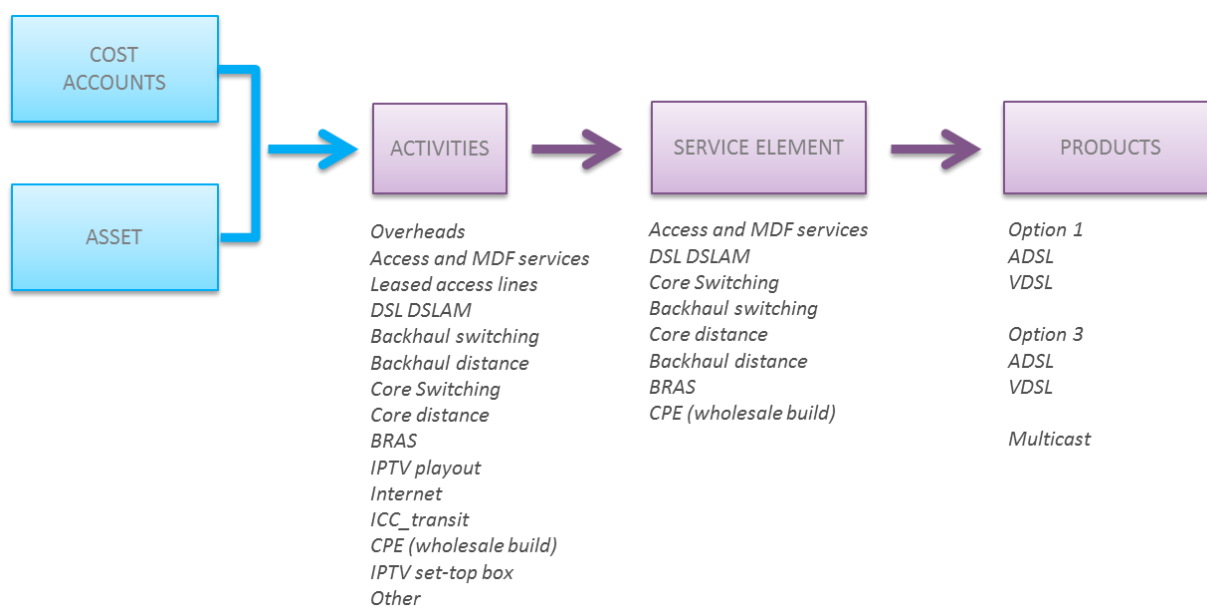 COST
ACCOUNTS
ASSET
ACTIVITIES
Overheads
Access and MDF services
Leased access lines
DSL DSLAM
Backhaul switching
Backhaul distance
Core Switching
Core distance
BRAS
IPTV playout
Internet
ICC_transit
CPE (wholesale build)
IPTV set-top box
Other
SERVICE ELEMENT
Access and MDF services
DSL DSLAM
Core Switching
Backhaul switching
Core distance
Backhaul distance
BRAS
CPE (wholesale build)
PRODUCTS
Option 1
ADSL
VDSL
Option 3
ADSL
VDSL
Multicast